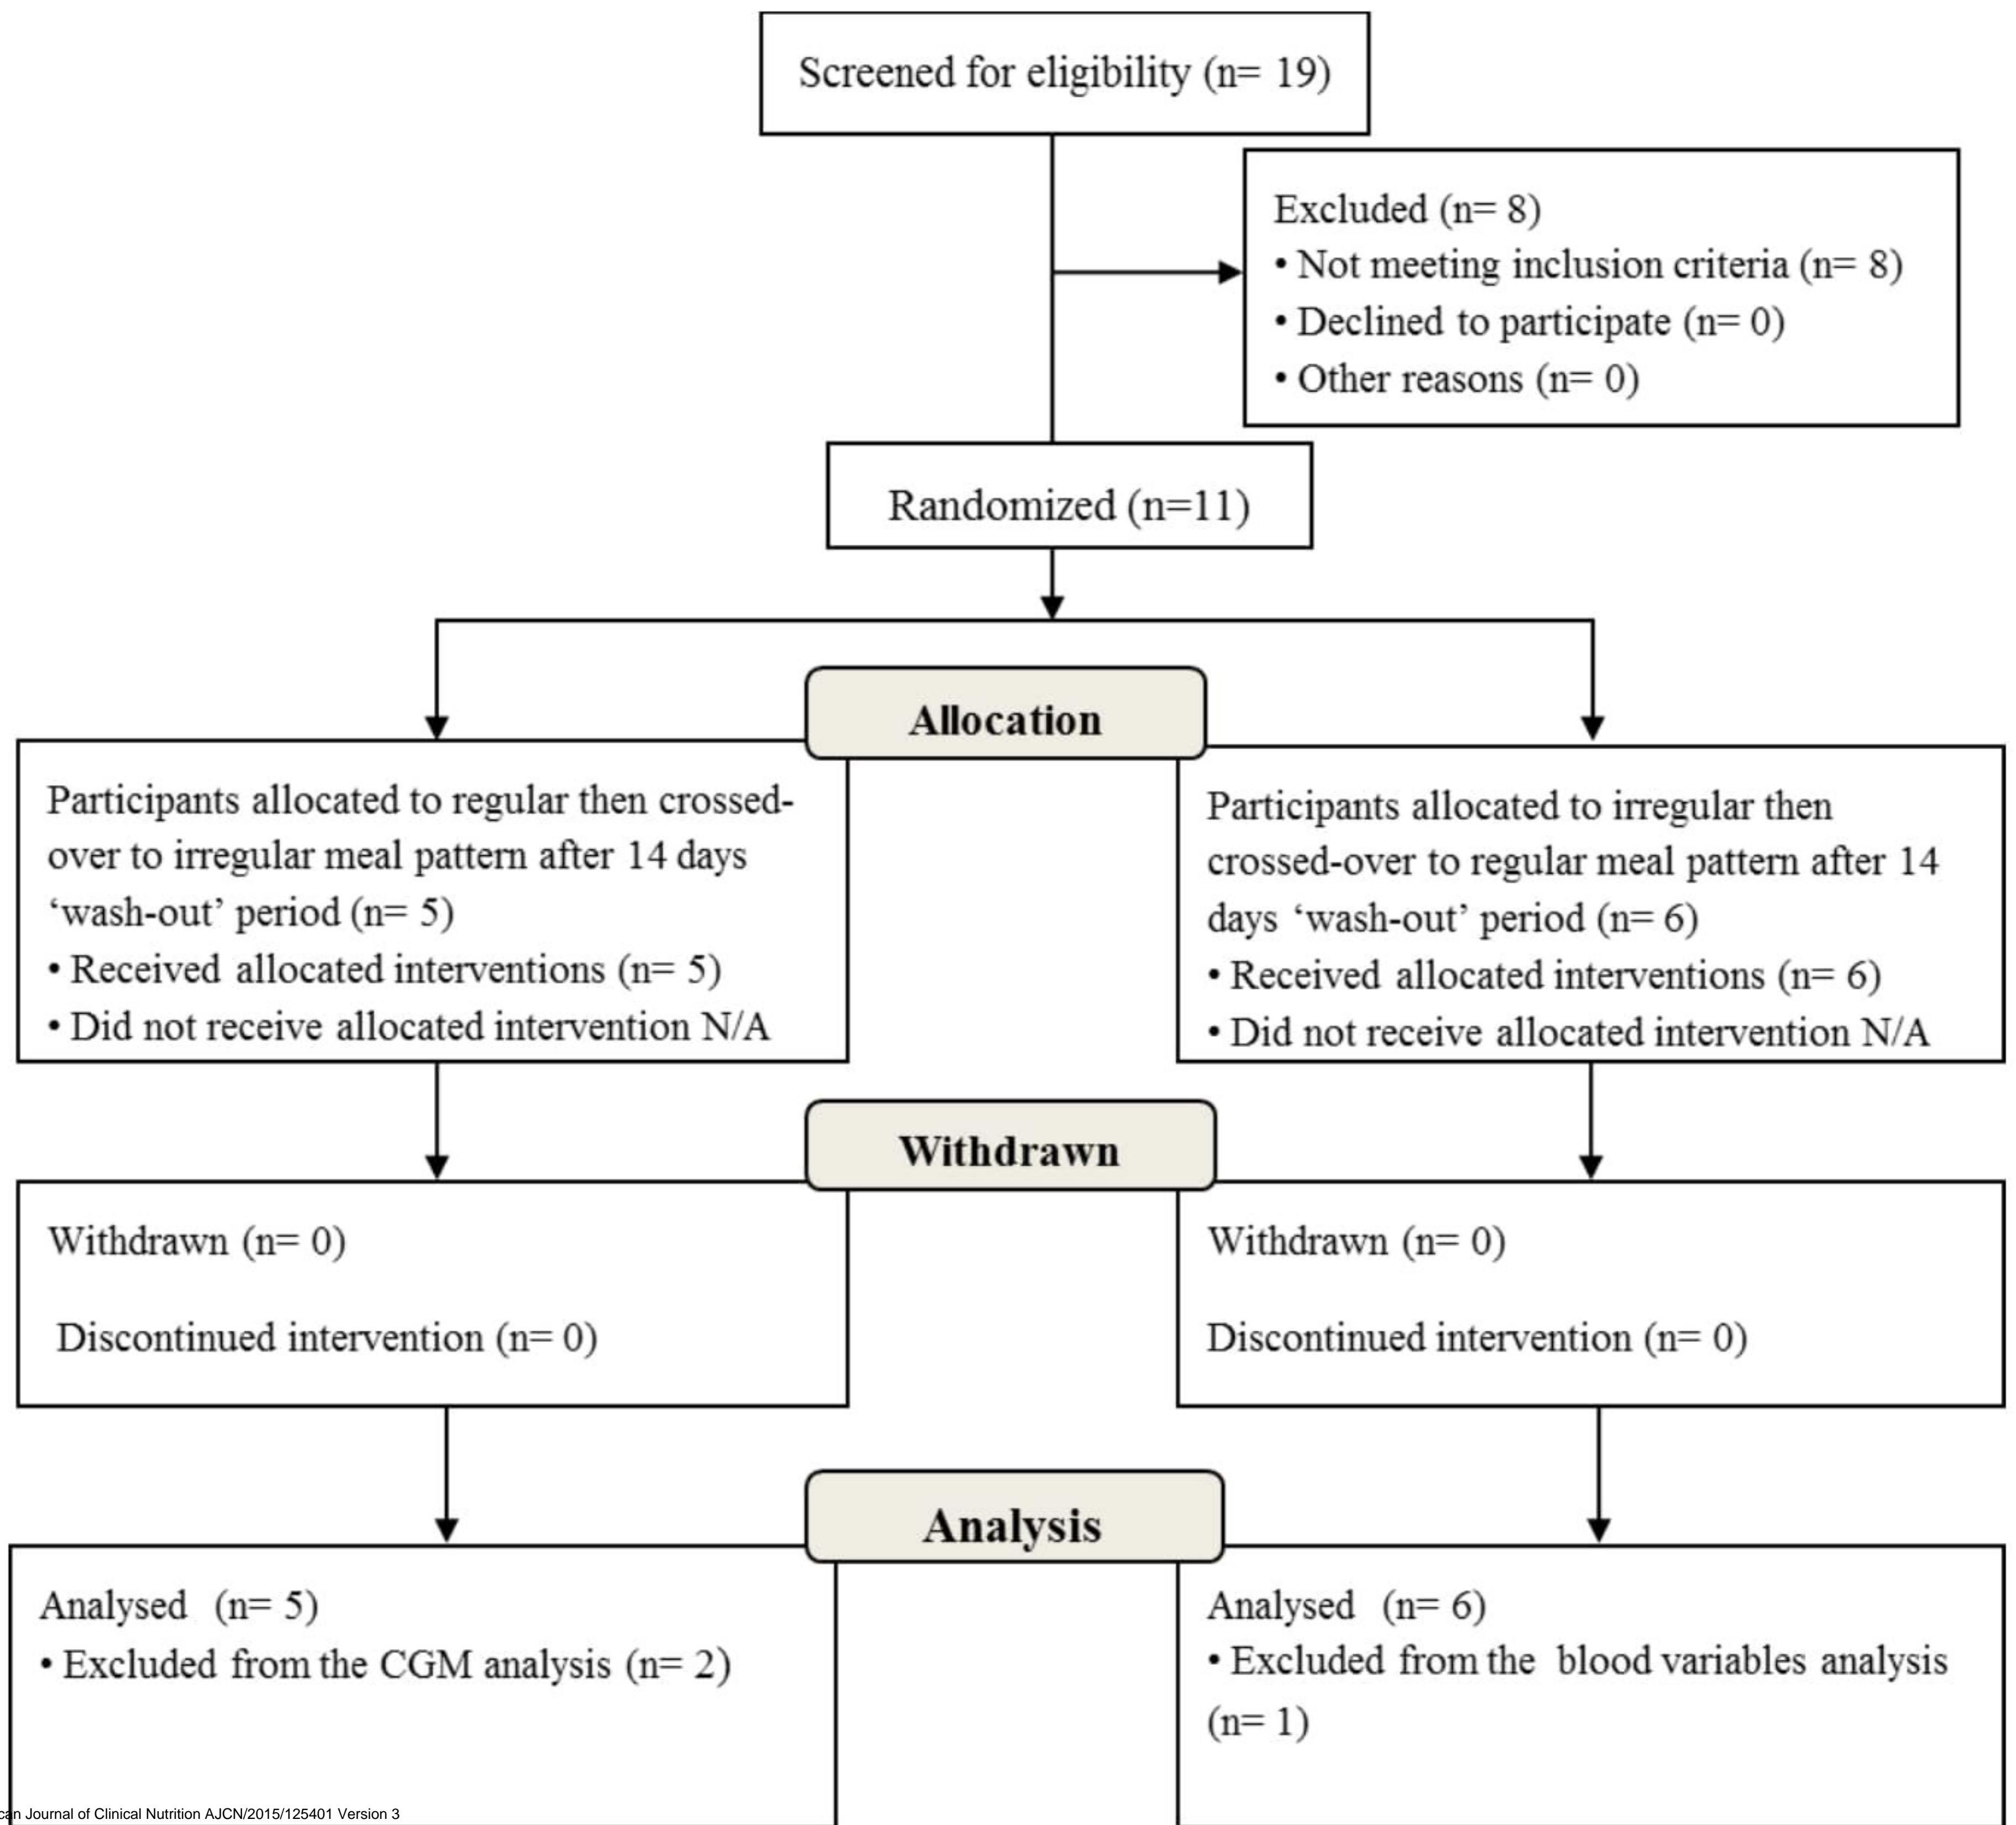 Screened for eligibility (n= 19)
Excluded (n= 8)
• Not meeting inclusion criteria (n= 8)
• Declined to participate (n= 0)
• Other reasons (n= 0)
Randomized (n=11)
Allocation
Participants allocated to regular then crossed-
over to irregular meal pattern after 14 days
‘wash-out’ period (n= 5)
• Received allocated interventions (n= 5)
• Did not receive allocated intervention N/A
Participants allocated to irregular then
crossed-over to regular meal pattern after 14
days ‘wash-out’ period (n= 6)
• Received allocated interventions (n= 6)
• Did not receive allocated intervention N/A
Withdrawn
Withdrawn (n= 0)
Discontinued intervention (n= 0)
Withdrawn (n= 0)
Discontinued intervention (n= 0)
Analysis
Analysed (n= 5)
• Excluded from the CGM analysis (n= 2)
Analysed (n= 6)
• Excluded from the blood variables analysis
(n= 1)
can Journal of Clinical Nutrition AJCN/2015/125401 Version 3